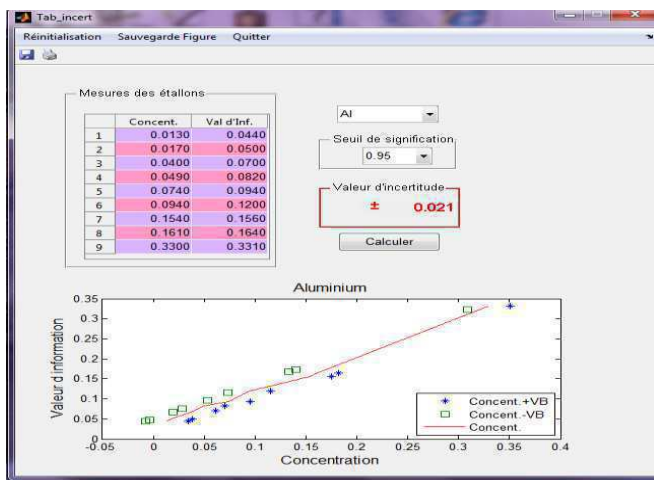 Tab_incert
Réinitialisation Sauvegarde Figure Quitter
Mesures des étallons
Concent. Val d'Inf.
1 0.0130 0.0440
2 0.0170 0.0500
3 0.0400 0.0700
4 0.0490 0.0820
5 0.0740 0.0940
6 0.0940 0.1200
7 0.1540 0.1560
8 0.1610 0.1640
9 0.3300 0.3310
Al
Seuil de signification
0.95
Valeur d'incertitude
± 0.021
Calculer
Aluminium
Valeur d'information
0.35
0.3
0.25
0.2
0.15
0.1
0.05
0
-0.05 0 0.05 0.1 0.15 0.2 0.25 0.3 0.35 0.4
Concentration
Concent.+VB
Concent.-VB
Concent.